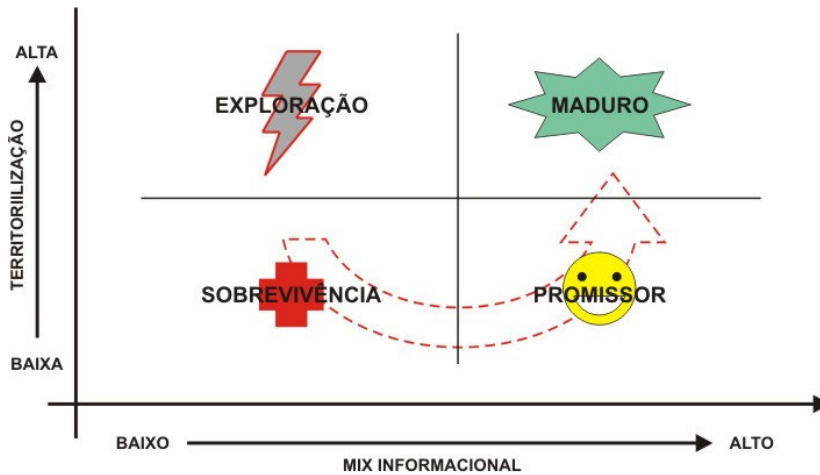 ALTA
EXPLORAÇÃO
MADURO
TERRITORIILIZAÇÃO
SOBREVIVÊNCIA
PROMISSOR
BAIXA
BAIXO
ALTO
MIX INFORMACIONAL